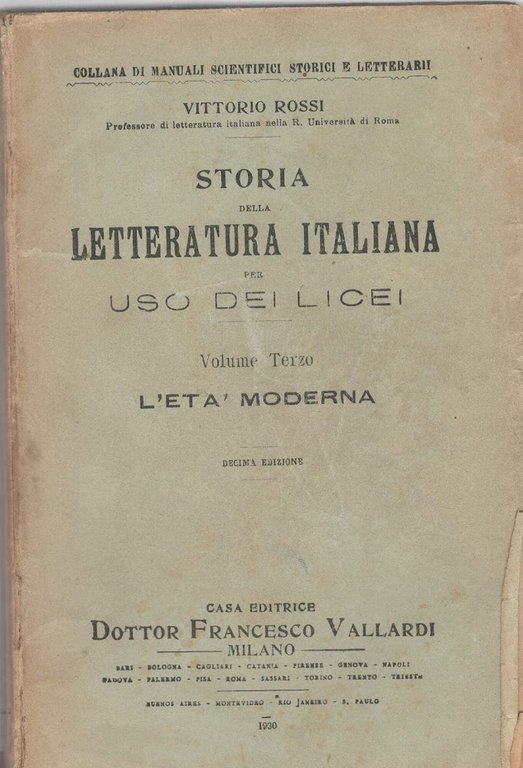 COLLANA DI MANUALI SCIENTIFICI STORICI E LETTERARII
VITTORIO ROSSI
Professore di letteratura italiana nella R. Università di Roma
STORIA
DELLA
LETTERATURA ITALIANA
PER
USO DEI LICEI
Volume Terzo
L'ETA' MODERNA
DECIMA EDIZIONE
CASA EDITRICE
DOTTOR FRANCESCO VALLARDI
MILANO
BARI - BOLOGNA - CAGLIARI - CATANIA - FIRENZE - GENOVA - NAPOLI
PADOVA - PALERMO - PISA - ROMA - SASSARI - TORINO - TRENTO - TRIESTE
BUENOS AIRES - MONTEVIDEO - RIO JANEIRO - S. PAULO
1930